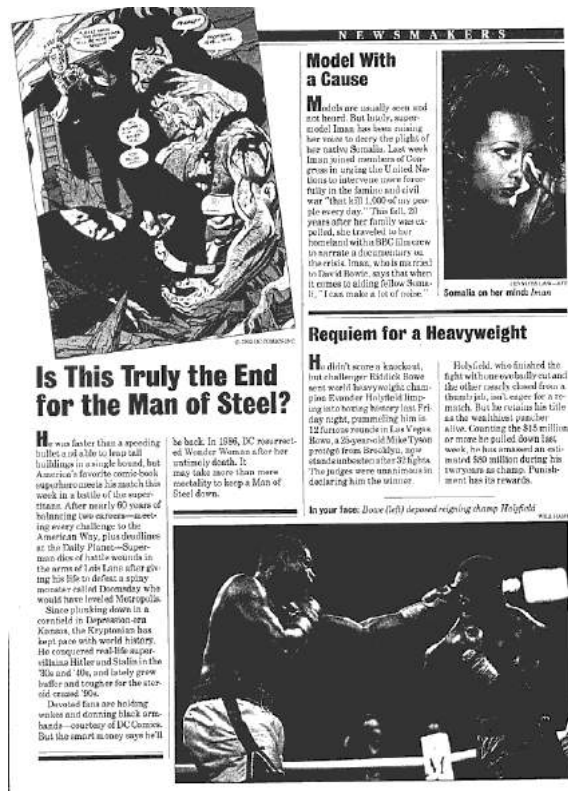 NEWSMAKERS
© 1992 DC COMICS INC.
Is This Truly the End
for the Man of Steel?
He was faster than a speeding
bullet and able to leap tall
buildings in a single bound, but
America's favorite comic-book
superhero meets his match this
week in a battle of the super-
titans. After nearly 60 years of
balancing two careers—meet-
ing every challenge to the
American Way, plus deadlines
at the Daily Planet—Super-
man dies of battle wounds in
the arms of Lois Lane after giv-
ing his life to defeat a spiny
monster called Doomsday who
would have leveled Metropolis.
Since plunking down in a
cornfield in Depression-era
Kansas, the Kryptonian has
kept pace with world history.
He conquered real-life super-
villains Hitler and Stalin in the
'30s and '40s, and lately grew
buffer and tougher for the ster-
oid crazed '90s.
Devoted fans are holding
wakes and donning black arm-
bands—courtesy of DC Comics.
But the smart money says he'll
be back. In 1986, DC resurrect-
ed Wonder Woman after her
untimely death. It
may take more than mere
mortality to keep a Man of
Steel down.
Model With
a Cause
Models are usually seen and
not heard. But lately, super-
model Iman has been raising
her voice to decry the plight of
her native Somalia. Last week
Iman joined members of Con-
gress in urging the United Na-
tions to intervene more force-
fully in the famine and civil
war "that kill 1,000 of my peo-
ple every day." This fall, 20
years after her family was ex-
pelled, she traveled to her
homeland with a BBC film crew
to narrate a documentary on
the crisis. Iman, who is married
to David Bowie, says that when
it comes to aiding fellow Soma-
li, "I can make a lot of noise."
Somalia on her mind: Iman
Requiem for a Heavyweight
He didn't score a knockout,
but challenger Riddick Bowe
sent world heavyweight cham-
pion Evander Holyfield limp-
ing into boxing history last Fri-
day night, pummeling him in
12 furious rounds in Las Vegas.
Bowe, a 25-year-old Mike Tyson
protégé from Brooklyn, now
stands unbeaten after 32 fights.
The judges were unanimous in
declaring him the winner.
Holyfield, who finished the
fight with one eye badly cut and
the other nearly closed from a
thumb job, isn't eager for a re-
match. But he retains his title
as the wealthiest puncher
alive. Counting the $15 million
or more he pulled down last
week, he has amassed an esti-
mated $80 million during his
two years as champ. Punish-
ment has its rewards.
In your face: Bowe (left) deposed reigning champ Holyfield